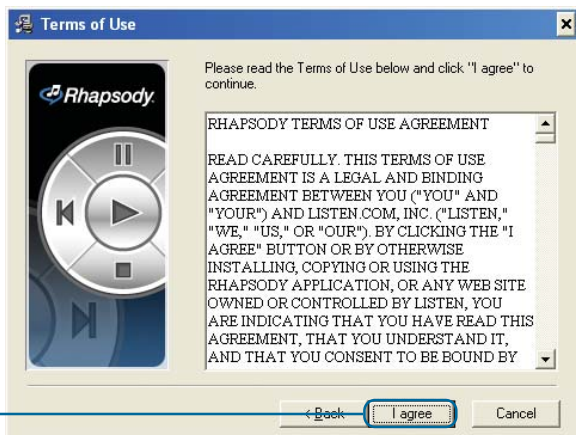 Terms of Use
Rhapsody.
Please read the Terms of Use below and click "I agree" to
continue.
RHAPSODY TERMS OF USE AGREEMENT
READ CAREFULLY. THIS TERMS OF USE
AGREEMENT IS A LEGAL AND BINDING
AGREEMENT BETWEEN YOU ("YOU" AND
"YOUR") AND LISTEN.COM, INC. ("LISTEN,"
"WE," "US," OR "OUR"). BY CLICKING THE "I
AGREE" BUTTON OR BY OTHERWISE
INSTALLING, COPYING OR USING THE
RHAPSODY APPLICATION, OR ANY WEB SITE
OWNED OR CONTROLLED BY LISTEN, YOU
ARE INDICATING THAT YOU HAVE READ THIS
AGREEMENT, THAT YOU UNDERSTAND IT,
AND THAT YOU CONSENT TO BE BOUND BY
< Back
I agree
Cancel